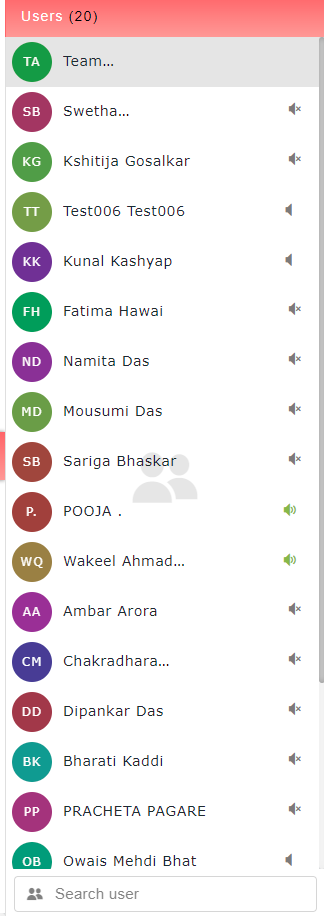 Users (20)
TA Team...
SB Swetha...
KG Kshitija Gosalkar
TT Test006 Test006
KK Kunal Kashyap
FH Fatima Hawai
ND Namita Das
MD Mousumi Das
SB Sariga Bhaskar
P. POOJA .
WQ Wakeel Ahmad...
AA Ambar Arora
CM Chakradhara...
DD Dipankar Das
BK Bharati Kaddi
PP PRACHETA PAGARE
OB Owais Mehdi Bhat
Search user